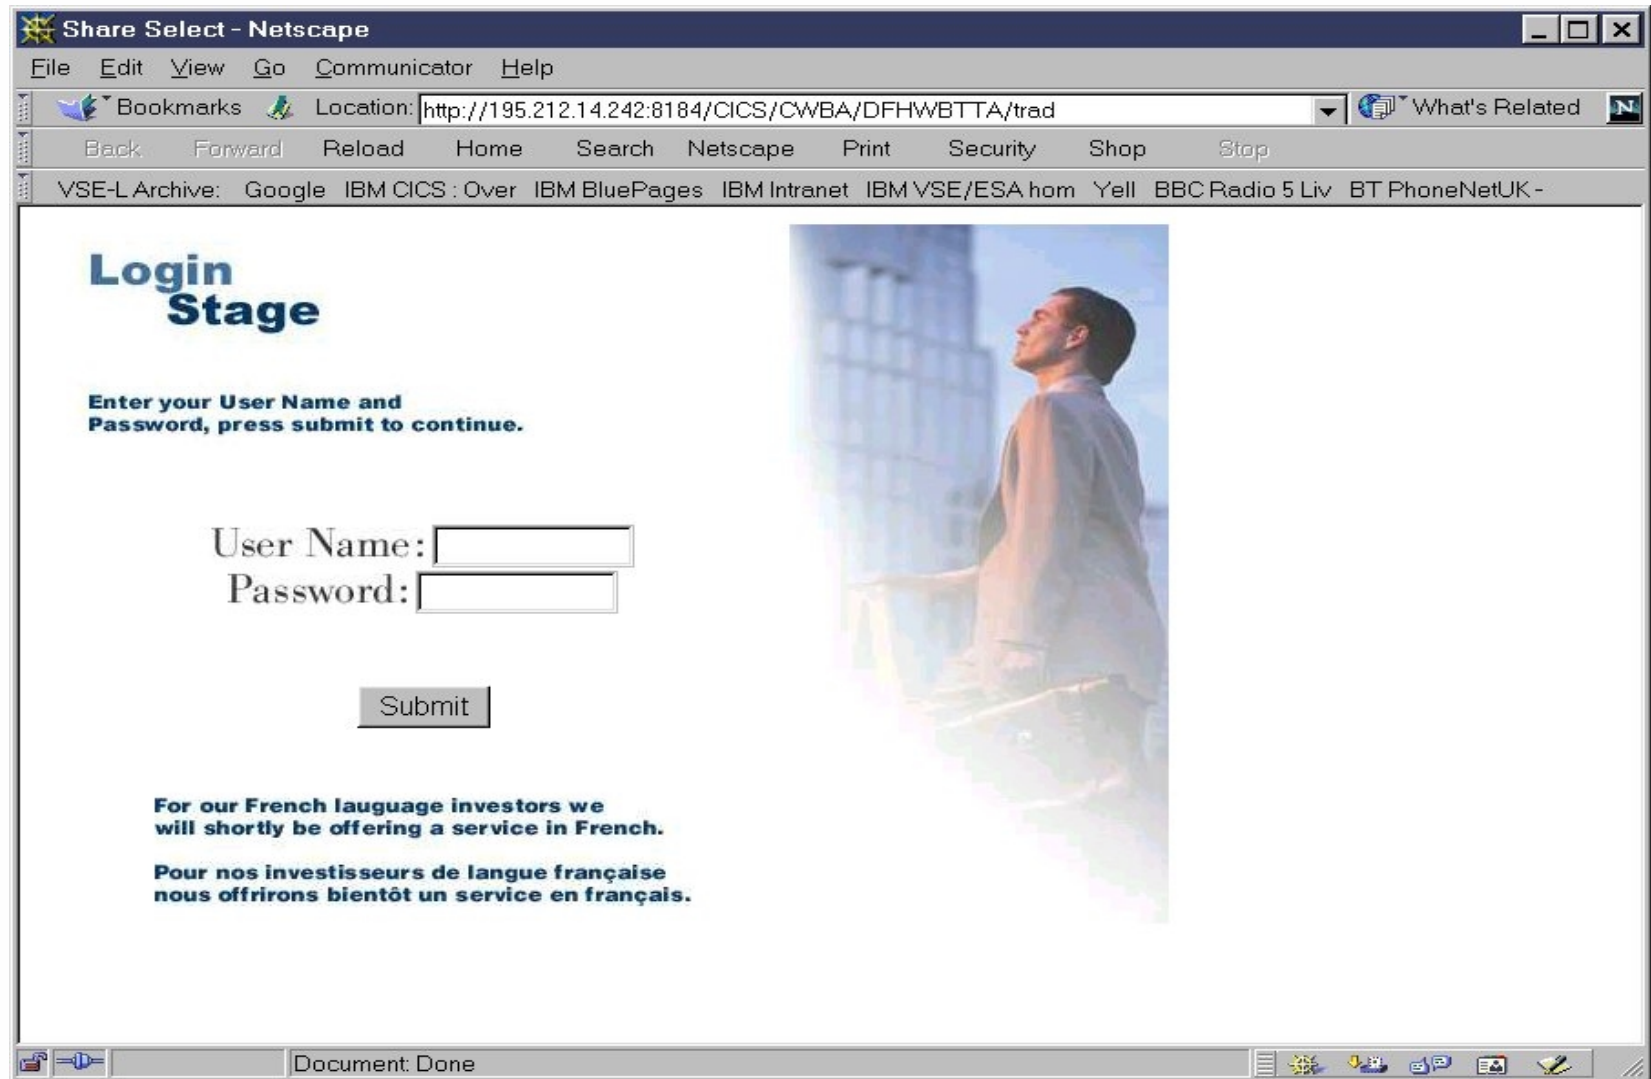 Share Select - Netscape
File Edit View Go Communicator Help
Bookmarks Location: http://195.212.14.242:8184/CICS/CWBA/DFHWBTTA/trad What's Related N
Back Forward Reload Home Search Netscape Print Security Shop Stop
VSE-L Archive: Google IBM CICS : Over IBM BluePages IBM Intranet IBM VSE/ESA hom Yell BBC Radio 5 Liv BT PhoneNetUK -
Login
Stage
Enter your User Name and
Password, press submit to continue.
User Name:
Password:
Submit
For our French lauguage investors we
will shortly be offering a service in French.
Pour nos investisseurs de langue française
nous offrirons bientôt un service en français.
Document: Done